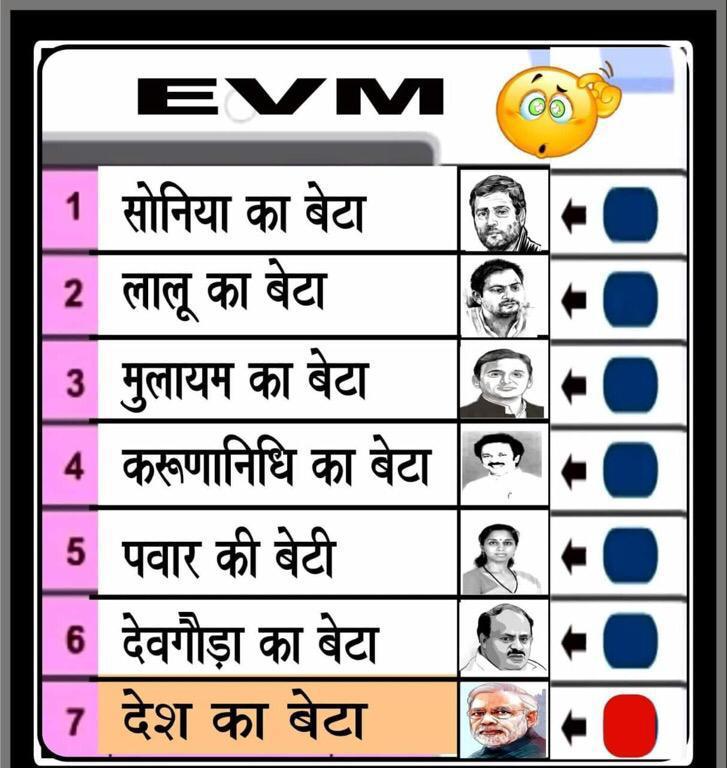 EVM
1 सोनिया का बेटा
2 लालू का बेटा
3 मुलायम का बेटा
4 करूणानिधि का बेटा
5 पवार की बेटी
6 देवगौड़ा का बेटा
7 देश का बेटा